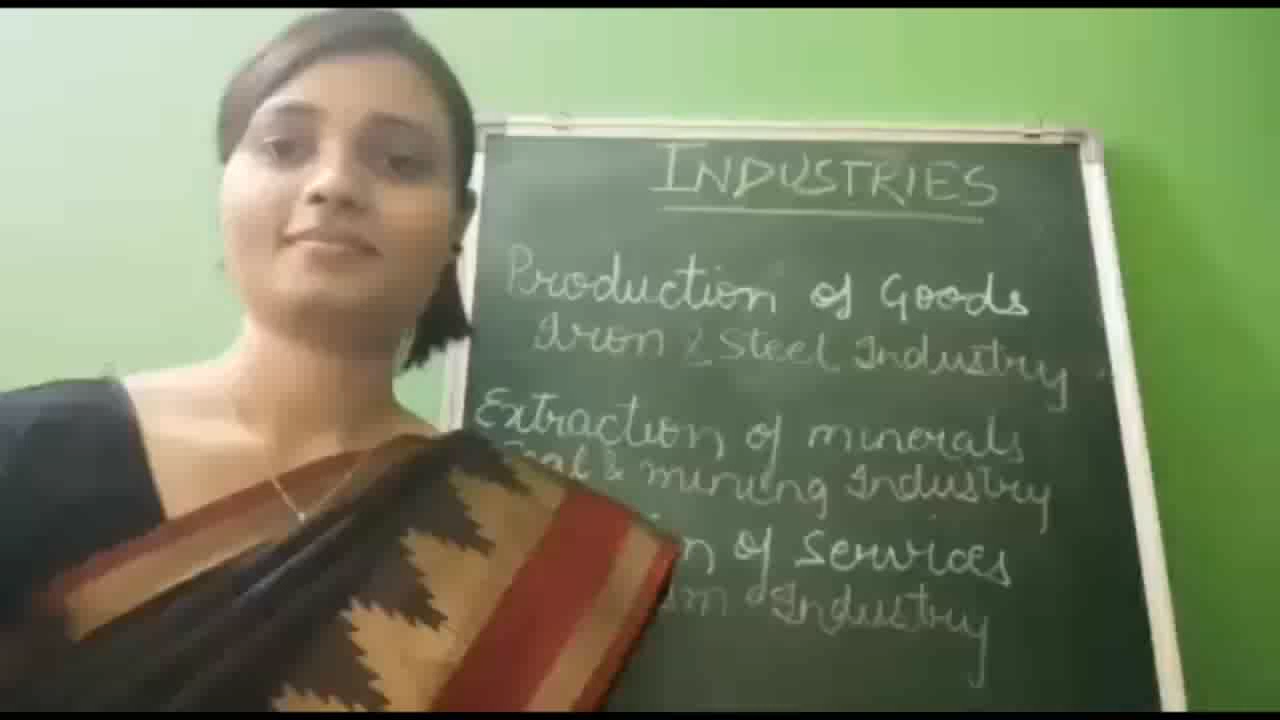 INDUSTRIES
Production of Goods
Iron & Steel Industry
Extraction of minerals
& mining Industry
of Services
Industry